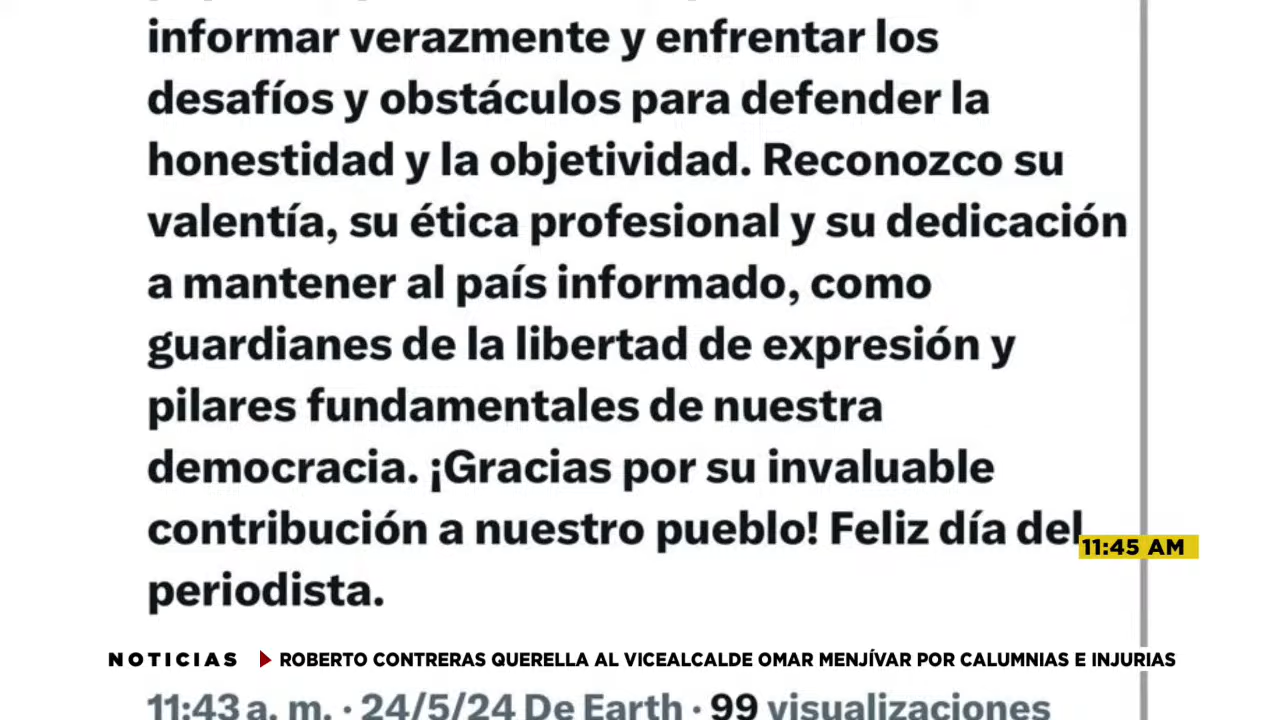 informar verazmente y enfrentar los
desafíos y obstáculos para defender la
honestidad y la objetividad. Reconozco su
valentía, su ética profesional y su dedicación
a mantener al país informado, como
guardianes de la libertad de expresión y
pilares fundamentales de nuestra
democracia. ¡Gracias por su invaluable
contribución a nuestro pueblo! Feliz día del
11:45 AM
periodista.
NOTICIAS ROBERTO CONTRERAS QUERELLA AL VICEALCALDE OMAR MENJÍVAR POR CALUMNIAS E INJURIAS
11:43 a. m. · 24/5/24 De Earth · 99 visualizaciones